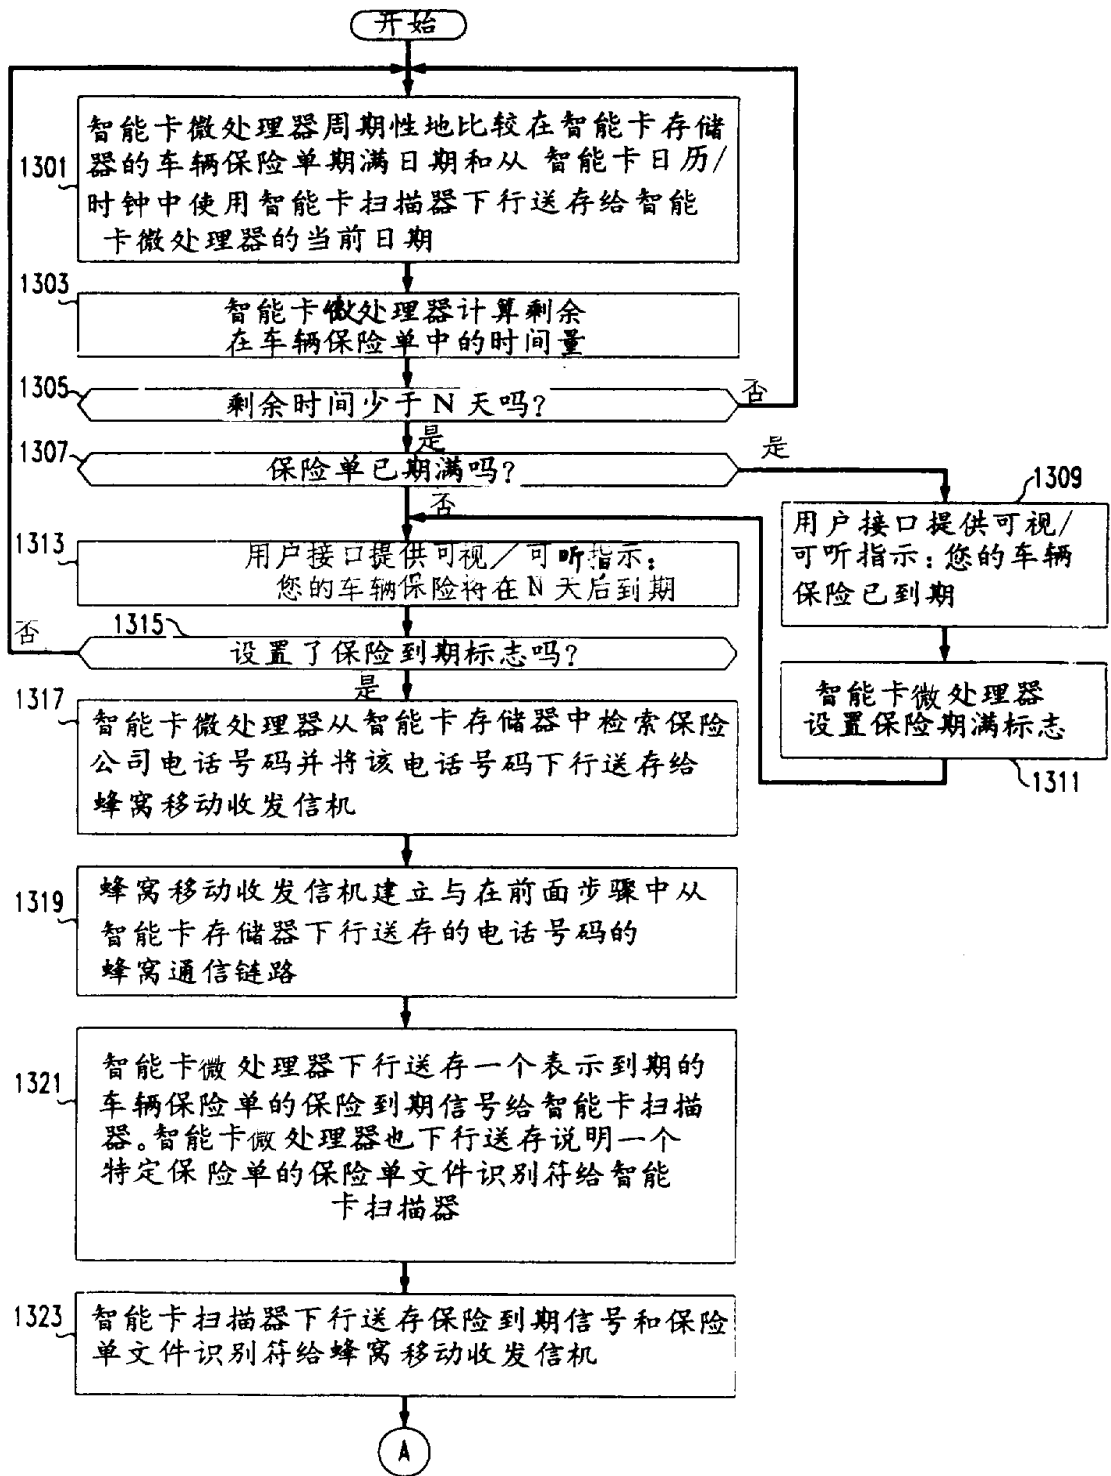 开始
1301
智能卡微处理器周期性地比较在智能卡存储
器的车辆保险单期满日期和从 智能卡日历/
时钟中使用智能卡扫描器下行送存给智能
卡微处理器的当前日期
1303
智能卡微处理器计算剩余
在车辆保险单中的时间量
1305
剩余时间少于 N 天吗?
否
是
1307
保险单已期满吗?
是
否
1309
用户接口提供可视/
可听指示:您的车辆
保险已到期
1313
用户接口提供可视/可听指示:
您的车辆保险将在N天后到期
1315
设置了保险到期标志吗?
否
是
智能卡微处理器
设置保险期满标志
1311
1317
智能卡微处理器从智能卡存储器中检索保险
公司电话号码并将该电话号码下行送存给
蜂窝移动收发信机
1319
蜂窝移动收发信机建立与在前面步骤中从
智能卡存储器下行送存的电话号码的
蜂窝通信链路
1321
智能卡微处理器下行送存一个表示到期的
车辆保险单的保险到期信号给智能卡扫描
器。智能卡微处理器也下行送存说明一个
特定保险单的保险单文件识别符给智能
卡扫描器
1323
智能卡扫描器下行送存保险到期信号和保险
单文件识别符给蜂窝移动收发信机
A